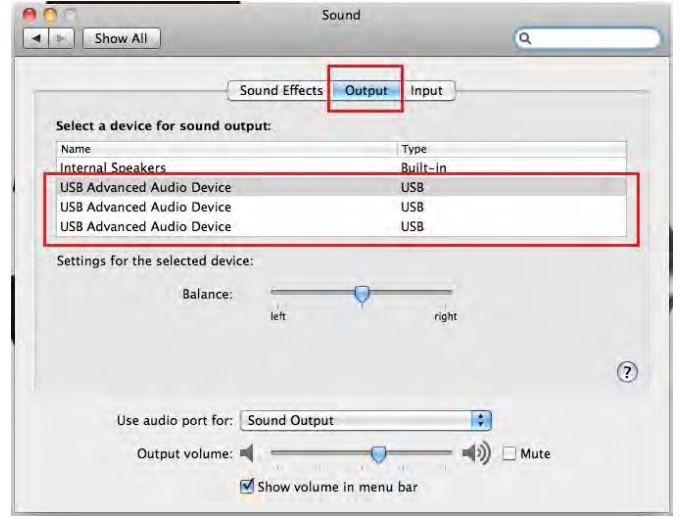 Sound
Show All
Sound Effects Output Input
Select a device for sound output:
Name Type
Internal Speakers Built-in
USB Advanced Audio Device USB
USB Advanced Audio Device USB
USB Advanced Audio Device USB
Settings for the selected device:
Balance:
left right
?
Use audio port for: Sound Output
Output volume: Mute
Show volume in menu bar